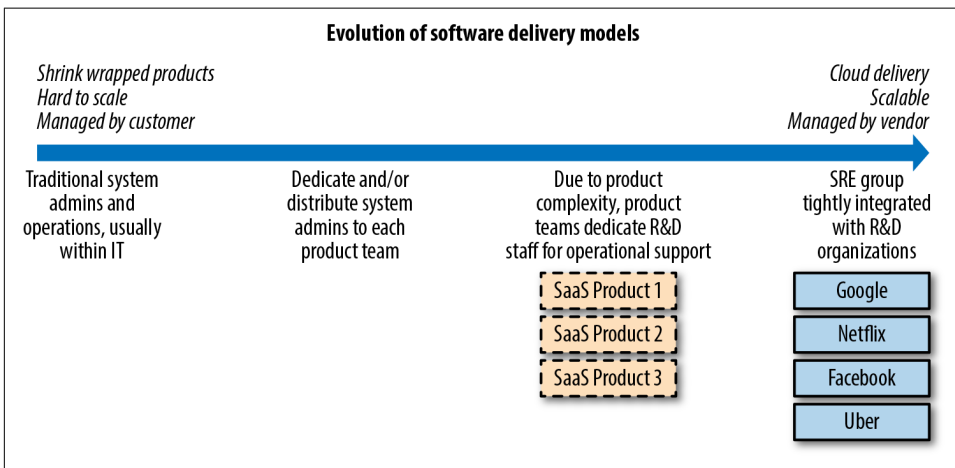 Evolution of software delivery models
Shrink wrapped products
Hard to scale
Managed by customer
Cloud delivery
Scalable
Managed by vendor
Traditional system
admins and
operations, usually
within IT
Dedicate and/or
distribute system
admins to each
product team
Due to product
complexity, product
teams dedicate R&D
staff for operational support
SaaS Product 1
SaaS Product 2
SaaS Product 3
SRE group
tightly integrated
with R&D
organizations
Google
Netflix
Facebook
Uber